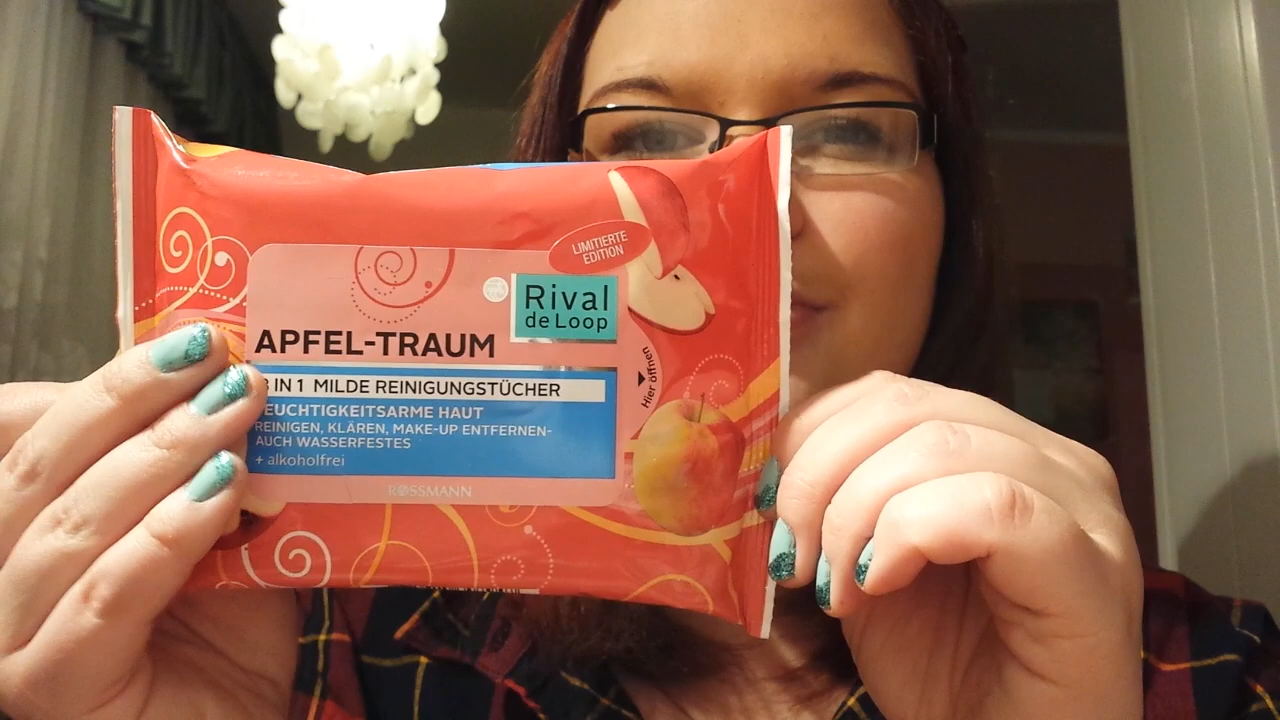 LIMITIERTE
EDITION
Rival
de Loop
APFEL-TRAUM
Hier öffnen
IN 1 MILDE REINIGUNGSTÜCHER
FEUCHTIGKEITSARME HAUT
REINIGEN, KLÄREN, MAKE-UP ENTFERNEN-
AUCH WASSERFESTES
+ alkoholfrei
ROSSMANN